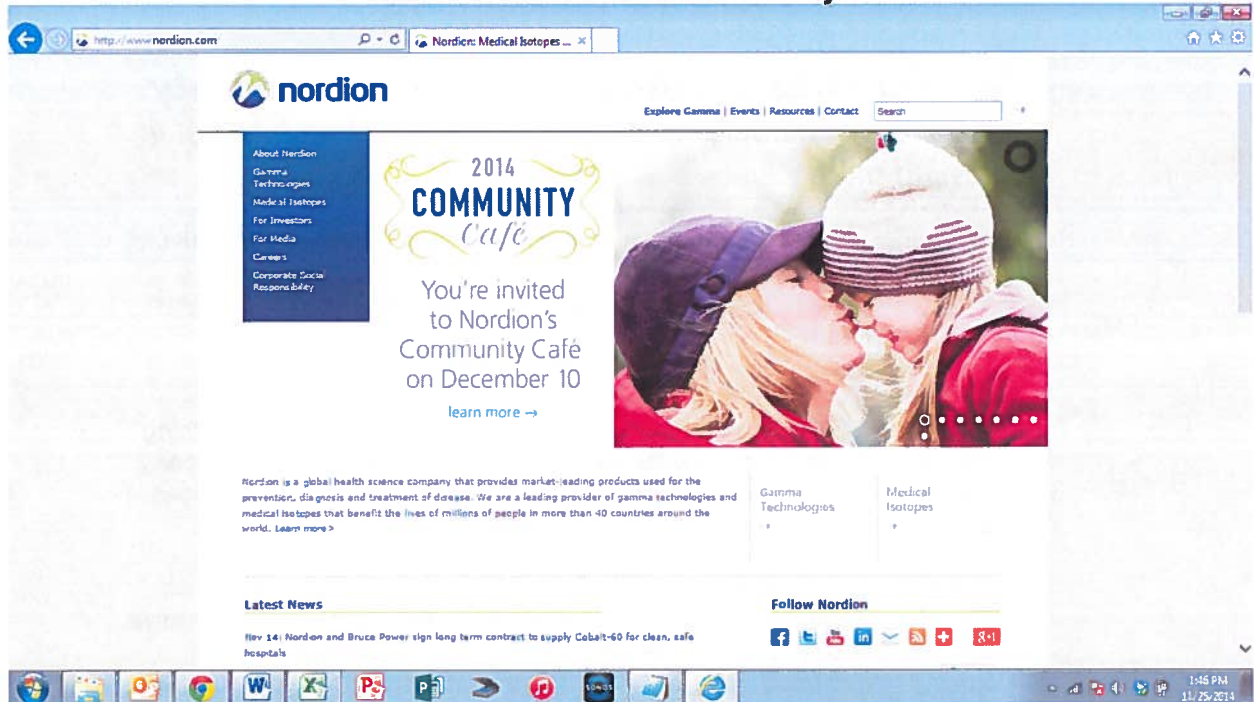 http://www.nordion.com
Nordion: Medical Isotopes ...
nordion
Explore Gamma | Events | Resources | Contact
Search
About Nordion
Gamma
Technologies
Medical Isotopes
For Investors
For Media
Careers
Corporate Social
Responsibility
2014
COMMUNITY
Café
You're invited
to Nordion's
Community Café
on December 10
learn more →
Nordion is a global health science company that provides market-leading products used for the
prevention, diagnosis and treatment of disease. We are a leading provider of gamma technologies and
medical isotopes that benefit the lives of millions of people in more than 40 countries around the
world. Learn more >
Gamma
Technologies
Medical
Isotopes
Latest News
Nov 14| Nordion and Bruce Power sign long term contract to supply Cobalt-60 for clean, safe
hospitals
Follow Nordion
SONOS
1:46 PM
11/25/2014